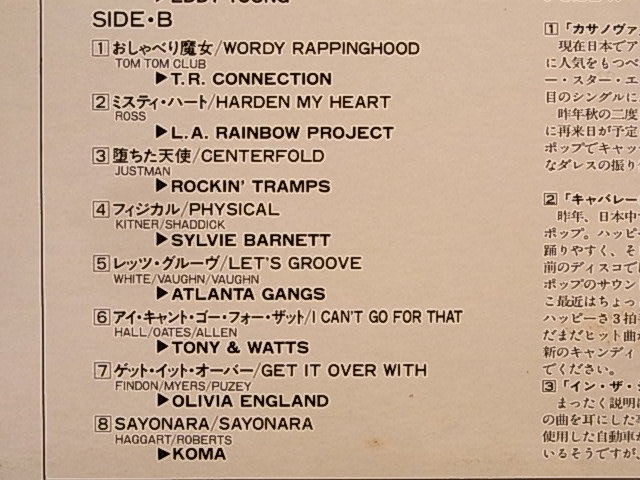 SIDE・B
1 おしゃべり魔女/WORDY RAPPINGHOOD
TOM TOM CLUB
▶T.R. CONNECTION
2 ミスティ・ハート/HARDEN MY HEART
ROSS
▶L.A. RAINBOW PROJECT
3 堕ちた天使/CENTERFOLD
JUSTMAN
▶ROCKIN' TRAMPS
4 フィジカル/PHYSICAL
KITNER/SHADDICK
▶SYLVIE BARNETT
5 レッツ・グルーヴ/LET'S GROOVE
WHITE/VAUGHN/VAUGHN
▶ATLANTA GANGS
6 アイ・キャント・ゴー・フォー・ザット/I CAN'T GO FOR THAT
HALL/OATES/ALLEN
▶TONY & WATTS
7 ゲット・イット・オーバー/GET IT OVER WITH
FINDON/MYERS/PUZEY
▶OLIVIA ENGLAND
8 SAYONARA/SAYONARA
HAGGART/ROBERTS
▶KOMA
1 「カサノヴァ
現在日本でア
に人気をもつべ
ー・スター・エ
目のシングルに
昨年秋の二度
に再来日が予定
ポップでキャッ
なダレスの振り
2 「キャバレー
昨年、日本中
ポップ。ハッピ
踊りやすく、そ
前のディスコで
ポップのサウン
こ最近はちょっ
ハッピーさ3拍
だまだヒット曲
新のキャンディ
でください。
3 「イン・ザ・
まったく説明
の曲を耳にした
使用した自動車
いるそうですが、